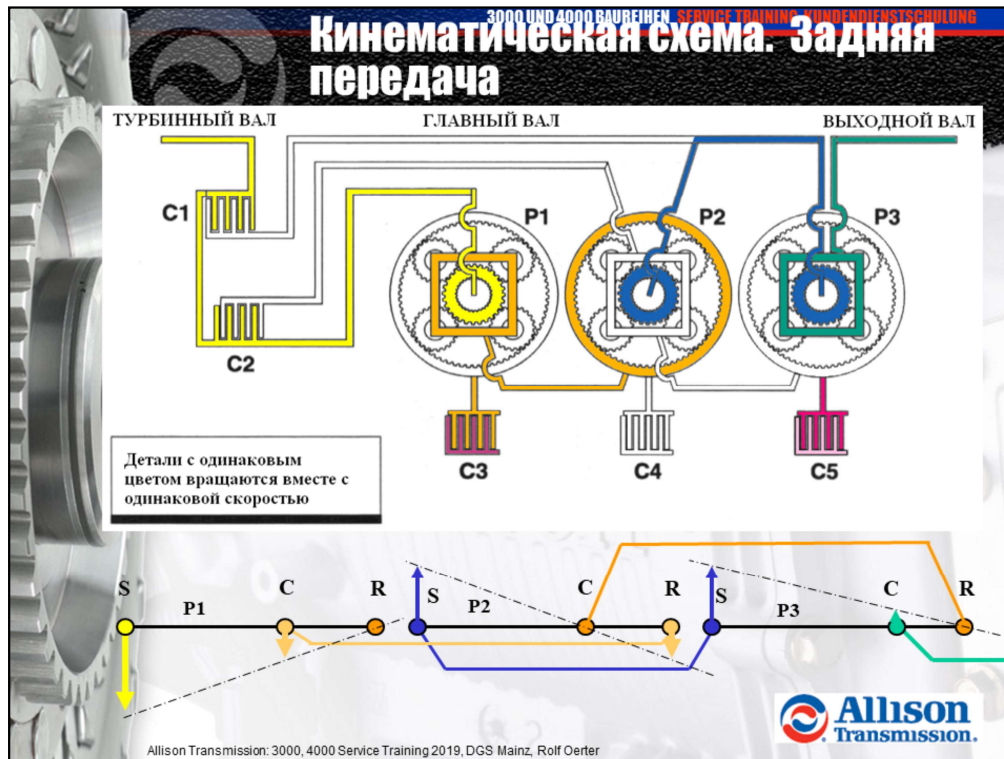 3000 UND 4000 BAUREIHEN SERVICE TRAINING KUNDENDIENSTSCHULUNG
Кинематическая схема. Задняя
передача
ТУРБИННЫЙ ВАЛ ГЛАВНЫЙ ВАЛ ВЫХОДНОЙ ВАЛ
C1 P1 P2 P3
C2
C3 C4 C5
Детали с одинаковым
цветом вращаются вместе с
одинаковой скоростью
S C R S C R S C R
P1 P2 P3
Allison
Transmission.
Allison Transmission: 3000, 4000 Service Training 2019, DGS Mainz, Rolf Oerter